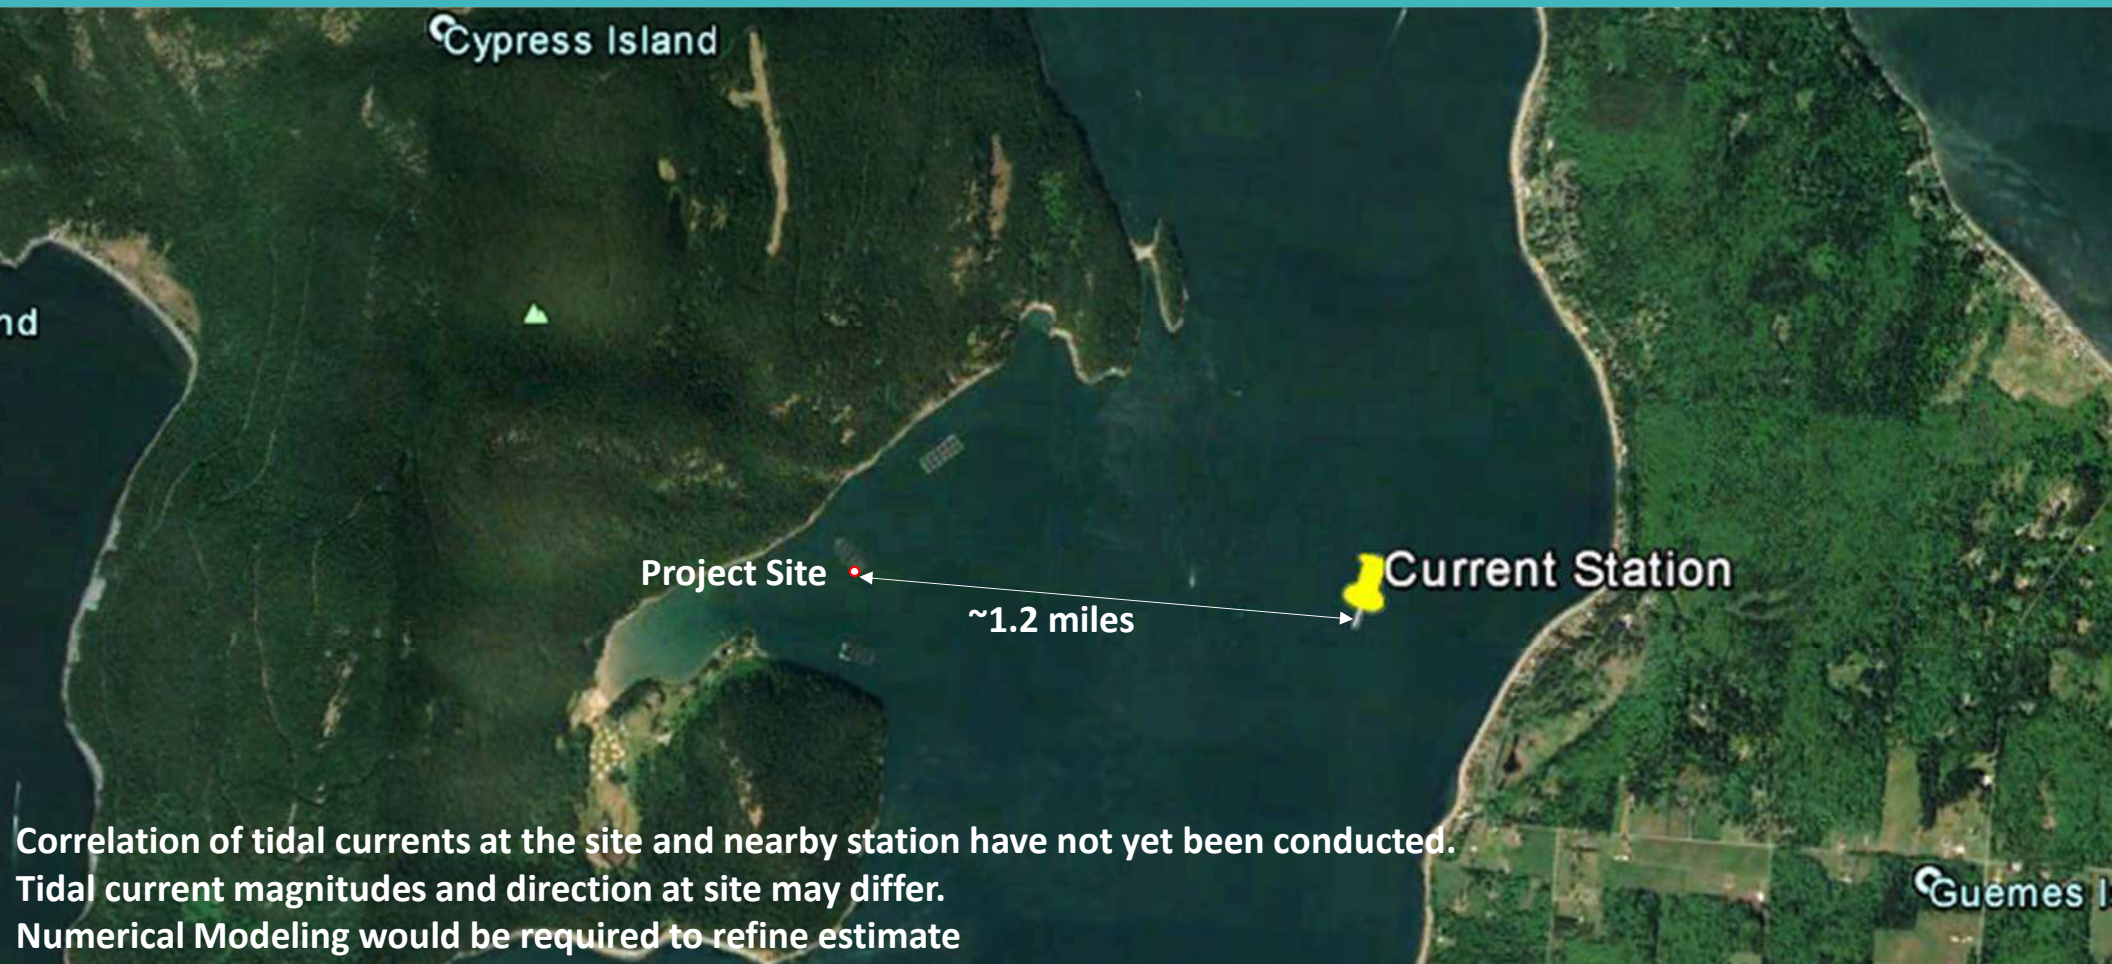 Cypress Island
nd
Project Site
Current Station
~1.2 miles
Correlation of tidal currents at the site and nearby station have not yet been conducted.
Tidal current magnitudes and direction at site may differ.
Guemes I
Numerical Modeling would be required to refine estimate